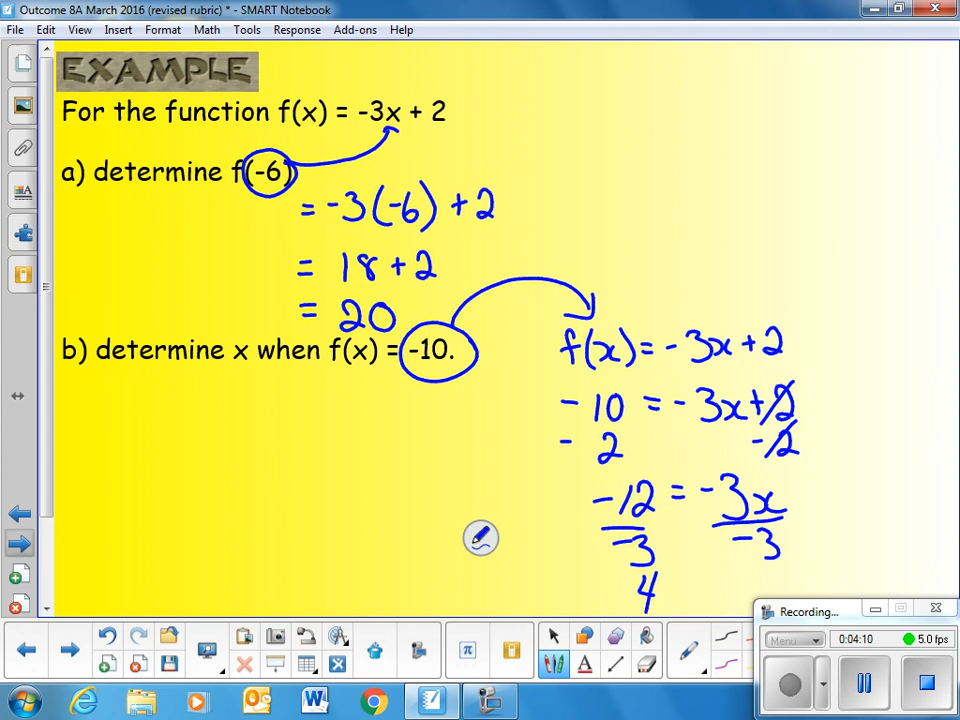 Outcome 8A March 2016 (revised rubric) * - SMART Notebook
File Edit View Insert Format Math Tools Response Add-ons Help
EXAMPLE
For the function f(x) = -3x + 2
a) determine f(-6)
= -3(-6) + 2
= 18 + 2
= 20
b) determine x when f(x) = -10.
f(x) = -3x + 2
-10 = -3x + 2
- 2 - 2
-12 = -3x
-3 -3
4
Recording...
Menu 0:04:10 5.0 fps